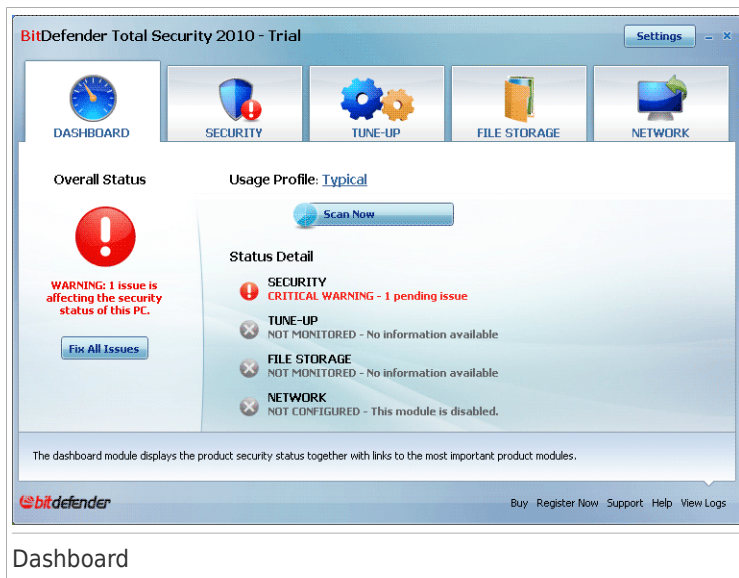 BitDefender Total Security 2010 - Trial
Settings
DASHBOARD
SECURITY
TUNE-UP
FILE STORAGE
NETWORK
Overall Status
WARNING: 1 issue is
affecting the security
status of this PC.
Fix All Issues
Usage Profile: Typical
Scan Now
Status Detail
SECURITY
CRITICAL WARNING - 1 pending issue
TUNE-UP
NOT MONITORED - No information available
FILE STORAGE
NOT MONITORED - No information available
NETWORK
NOT CONFIGURED - This module is disabled.
The dashboard module displays the product security status together with links to the most important product modules.
bitdefender
Buy Register Now Support Help View Logs
Dashboard